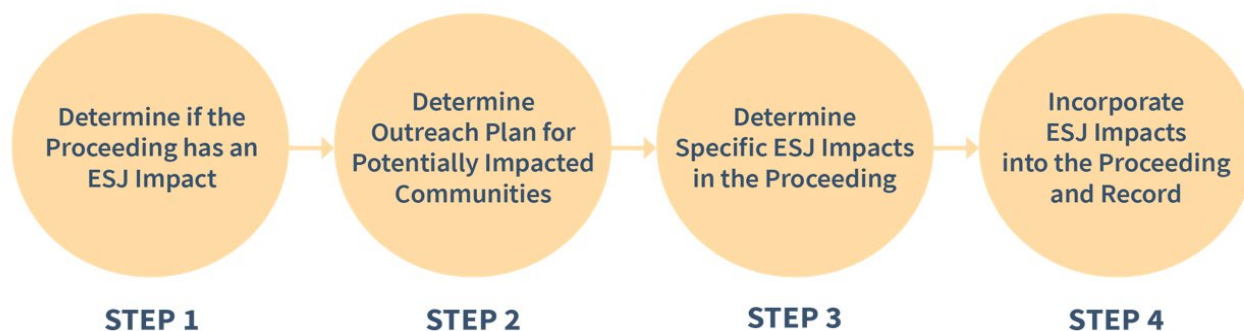 Determine if the
Proceeding has an
ESJ Impact
Determine
Outreach Plan for
Potentially Impacted
Communities
Determine
Specific ESJ Impacts
in the Proceeding
Incorporate
ESJ Impacts
into the Proceeding
and Record
STEP 1
STEP 2
STEP 3
STEP 4